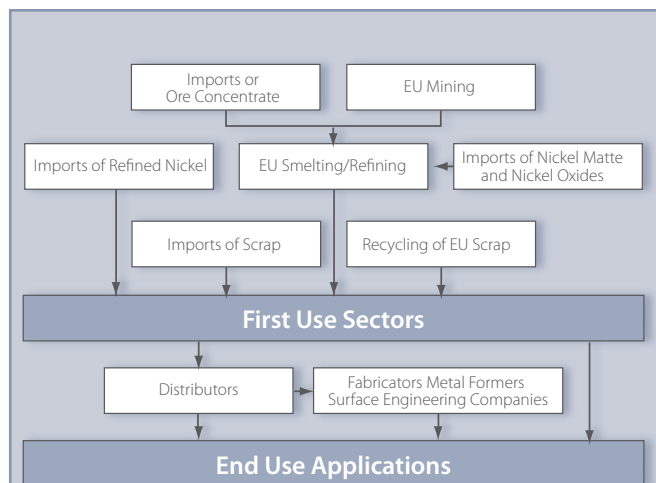 Imports or
Ore Concentrate
EU Mining
Imports of Refined Nickel
EU Smelting/Refining
Imports of Nickel Matte
and Nickel Oxides
Imports of Scrap
Recycling of EU Scrap
First Use Sectors
Distributors
Fabricators Metal Formers
Surface Engineering Companies
End Use Applications